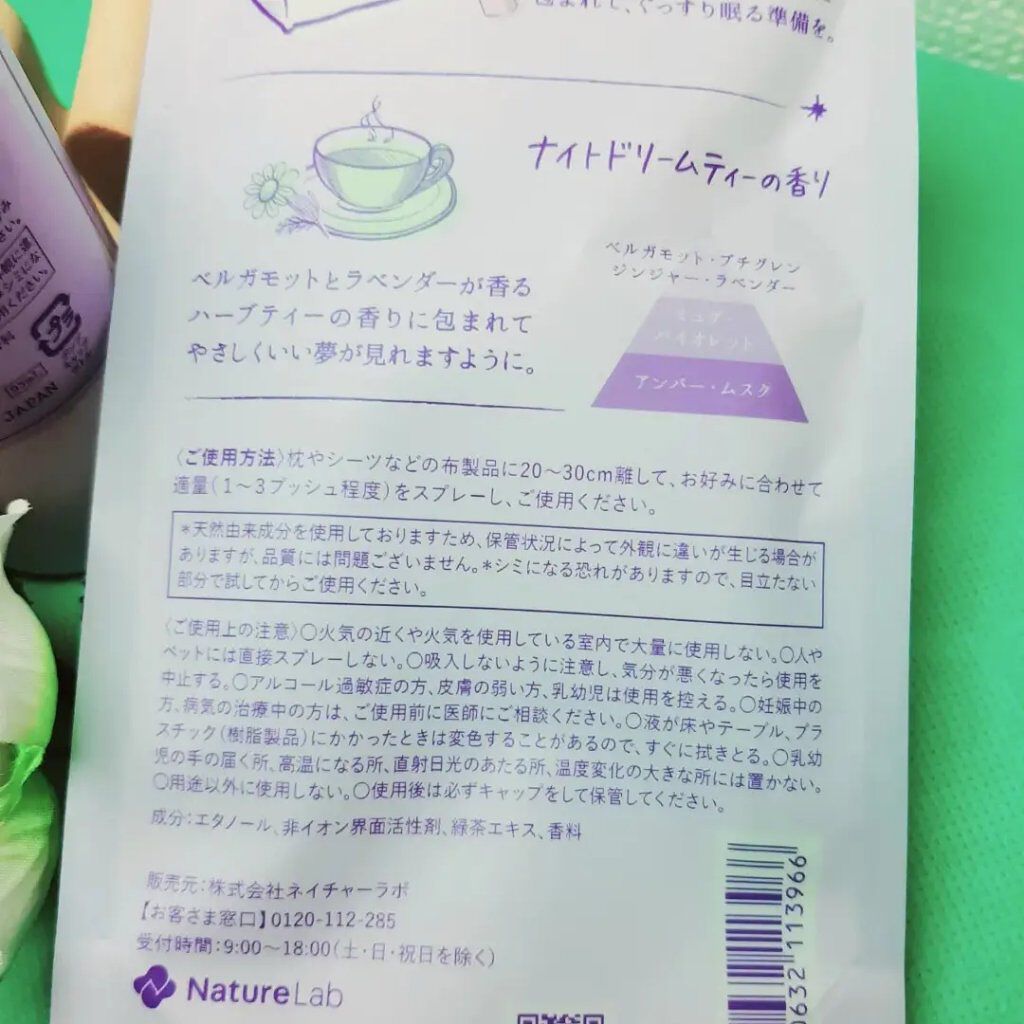 包まれて、ぐっすり眠る準備を。
ナイトドリームティーの香り
ベルガモット・プチグレン
ジンジャー・ラベンダー
ミュゲ・
バイオレット
アンバー・ムスク
ベルガモットとラベンダーが香る
ハーブティーの香りに包まれて
やさしくいい夢が見れますように。
〈ご使用方法〉枕やシーツなどの布製品に20〜30cm離して、お好みに合わせて
適量(1〜3プッシュ程度)をスプレーし、ご使用ください。
*天然由来成分を使用しておりますため、保管状況によって外観に違いが生じる場合が
ありますが、品質には問題ございません。*シミになる恐れがありますので、目立たない
部分で試してからご使用ください。
〈ご使用上の注意〉○火気の近くや火気を使用している室内で大量に使用しない。○人や
ペットには直接スプレーしない。○吸入しないように注意し、気分が悪くなったら使用を
中止する。○アルコール過敏症の方、皮膚の弱い方、乳幼児は使用を控える。○妊娠中の
方、病気の治療中の方は、ご使用前に医師にご相談ください。○液が床やテーブル、プラ
スチック(樹脂製品)にかかったときは変色することがあるので、すぐに拭きとる。○乳幼
児の手の届く所、高温になる所、直射日光のあたる所、温度変化の大きな所には置かない。
○用途以外に使用しない。○使用後は必ずキャップをして保管してください。
成分:エタノール、非イオン界面活性剤、緑茶エキス、香料
販売元:株式会社ネイチャーラボ
【お客さま窓口】0120-112-285
受付時間:9:00〜18:00(土・日・祝日を除く)
NatureLab
0632 113966
JAPAN